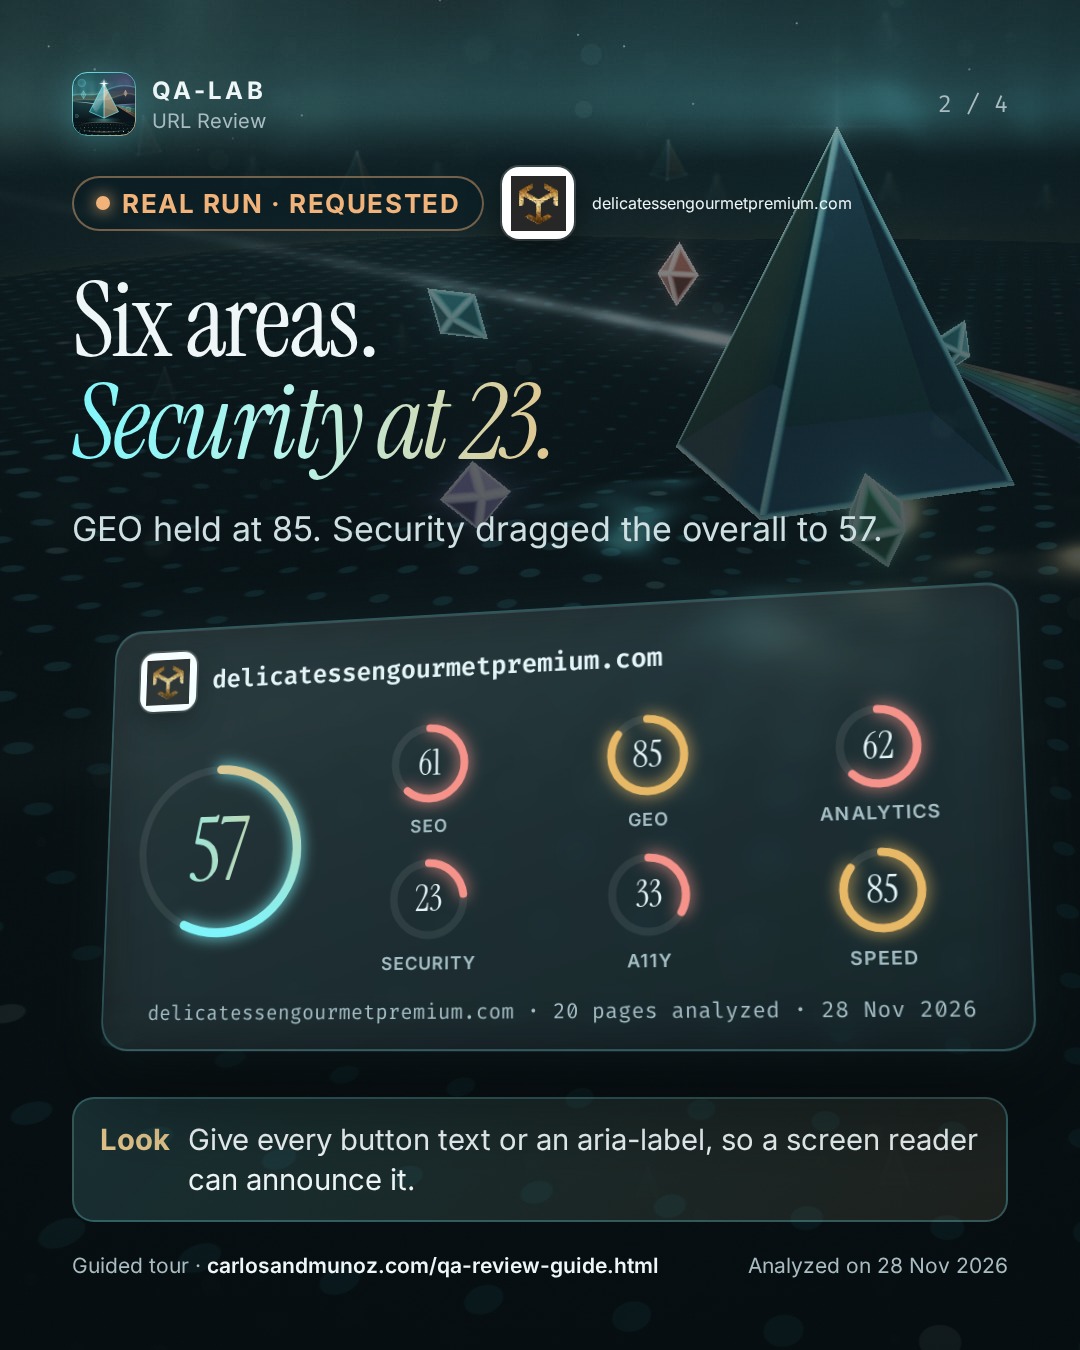 QA-LAB
URL Review
2 / 4
REAL RUN · REQUESTED
delicatessengourmetpremium.com
Six areas.
Security at 23.
GEO held at 85. Security dragged the overall to 57.
delicatessengourmetpremium.com
57
61
SEO
85
GEO
62
ANALYTICS
23
SECURITY
33
A11Y
85
SPEED
delicatessengourmetpremium.com · 20 pages analyzed · 28 Nov 2026
Look Give every button text or an aria-label, so a screen reader
can announce it.
Guided tour · carlosandmunoz.com/qa-review-guide.html
Analyzed on 28 Nov 2026